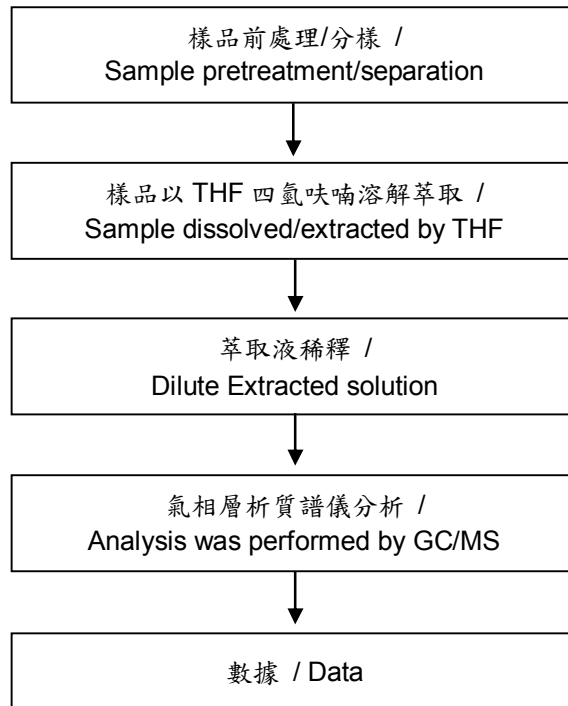 樣品前處理/分樣 /
Sample pretreatment/separation
樣品以 THF 四氫呋喃溶解萃取 /
Sample dissolved/extracted by THF
萃取液稀釋 /
Dilute Extracted solution
氣相層析質譜儀分析 /
Analysis was performed by GC/MS
數據 / Data